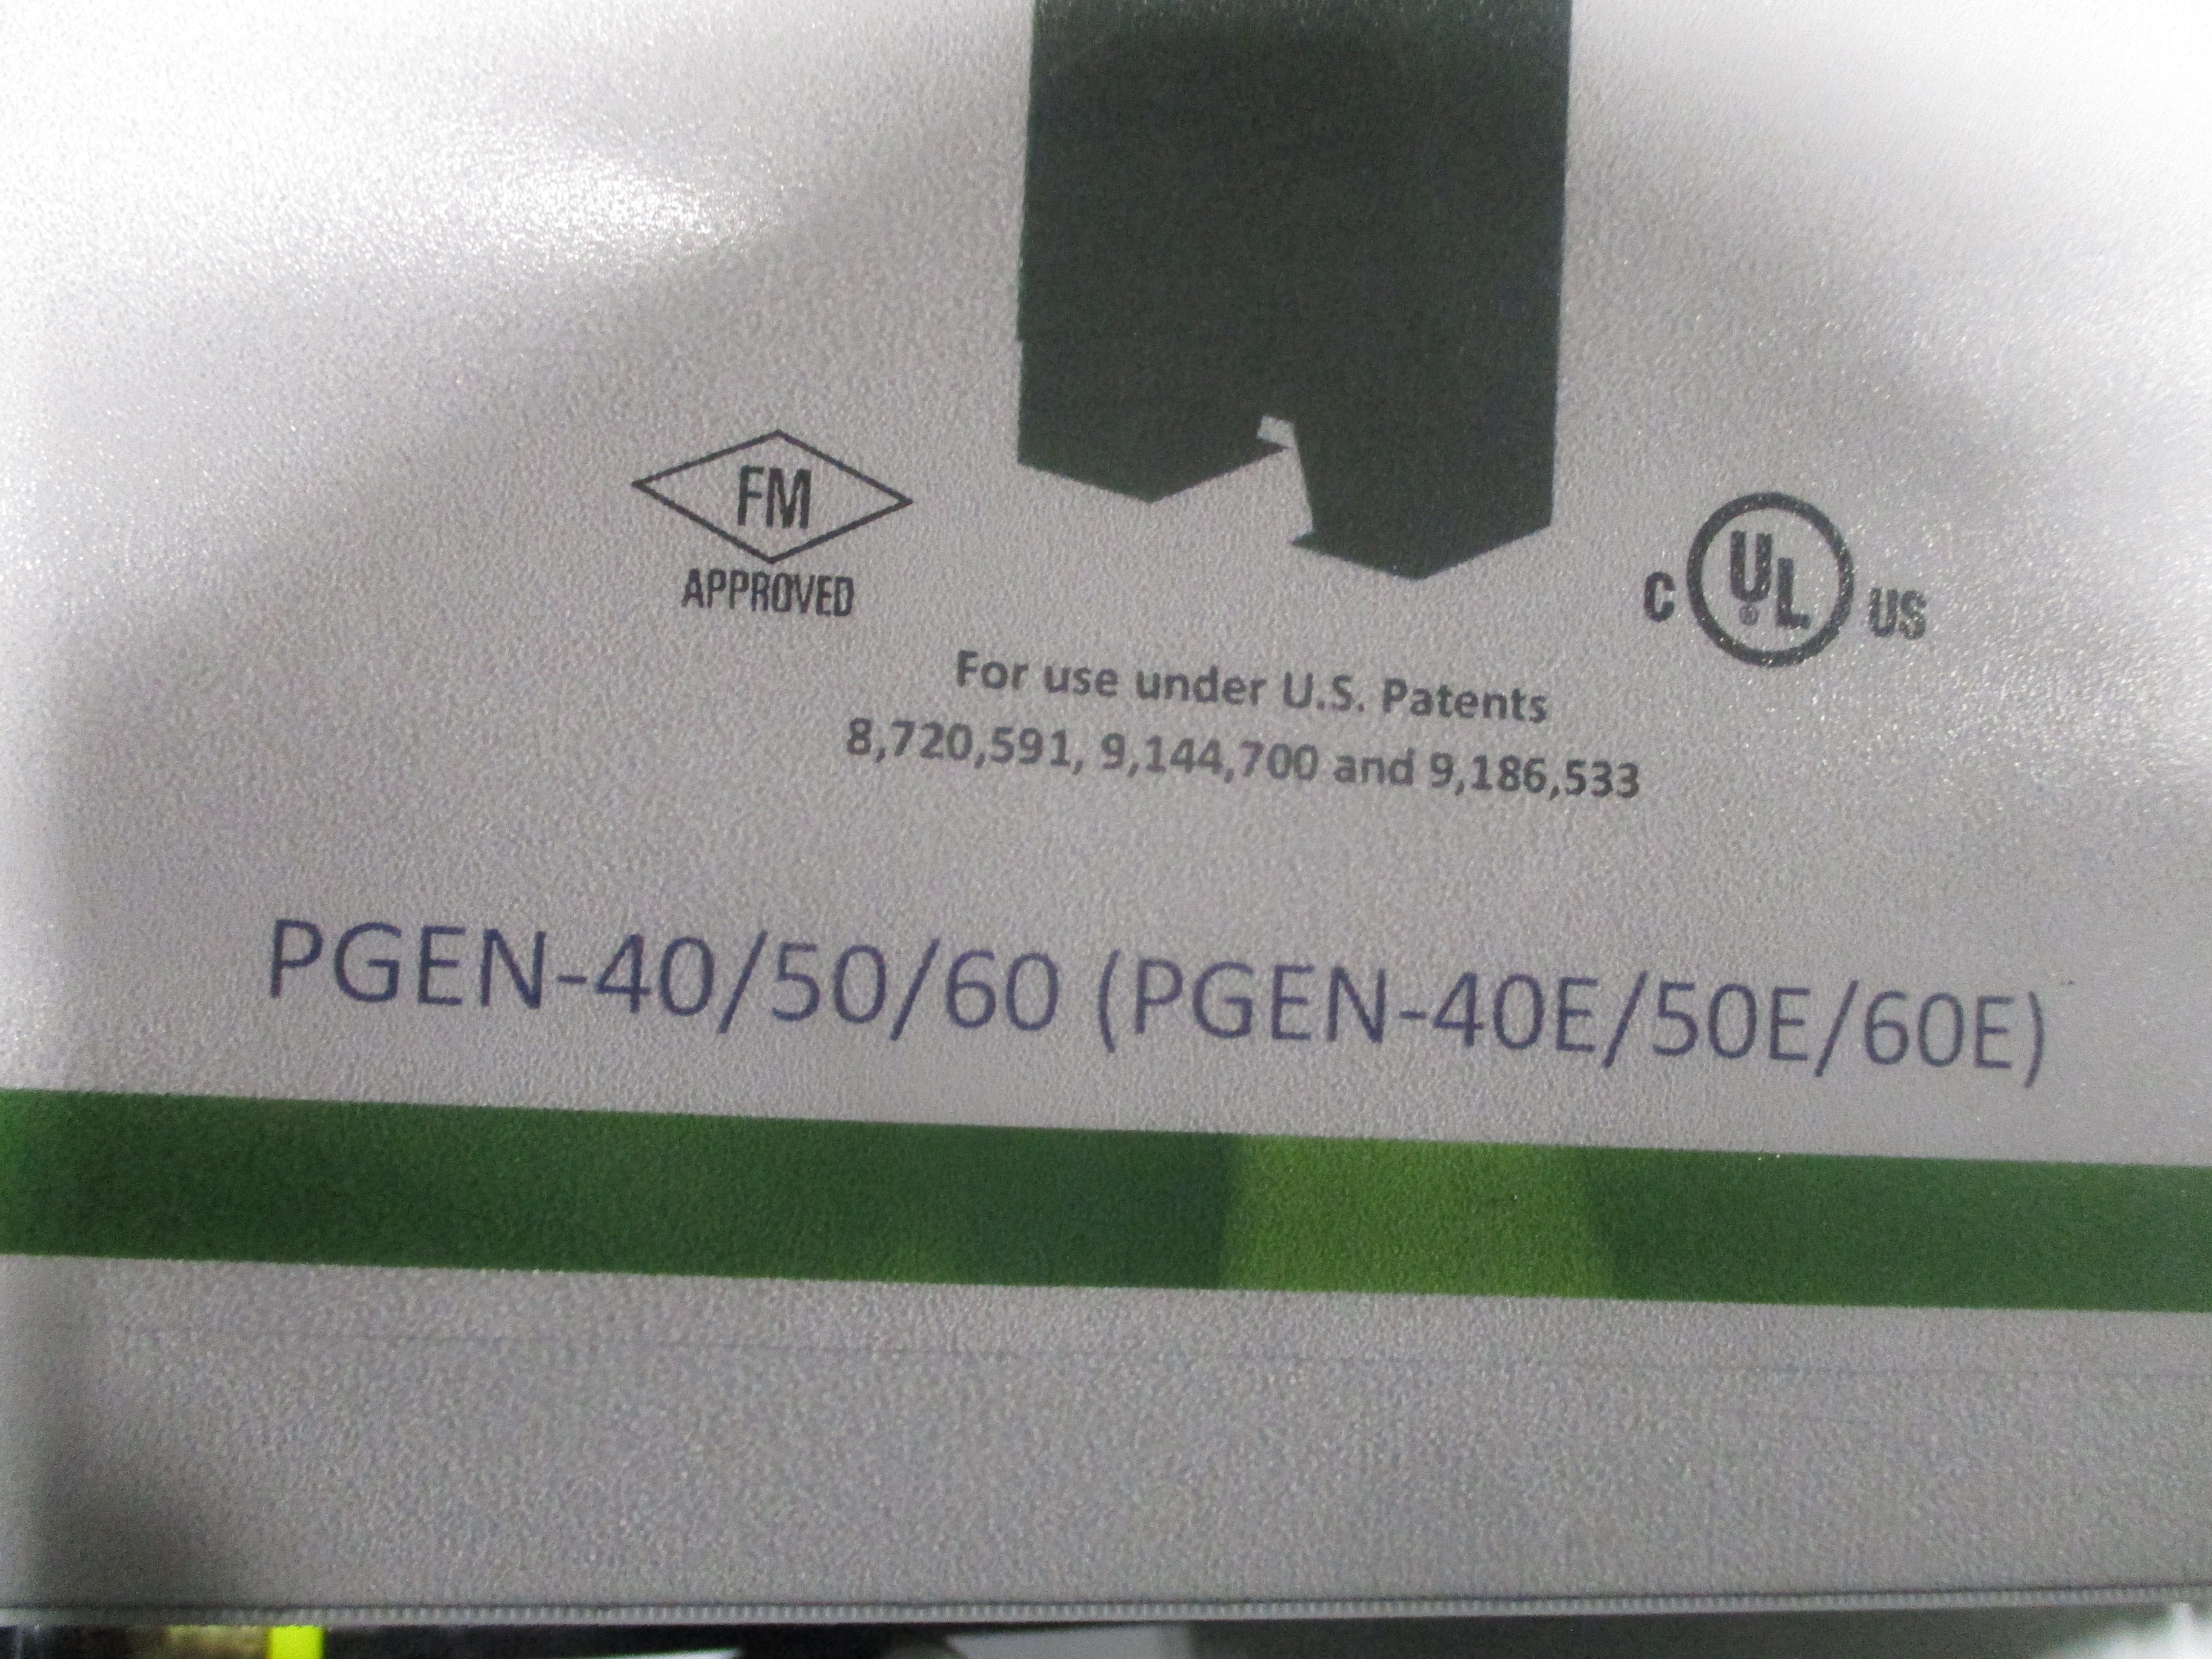 FM
APPROVED
C UL US
®
For use under U.S. Patents
8,720,591, 9,144,700 and 9,186,533
PGEN-40/50/60 (PGEN-40E/50E/60E)